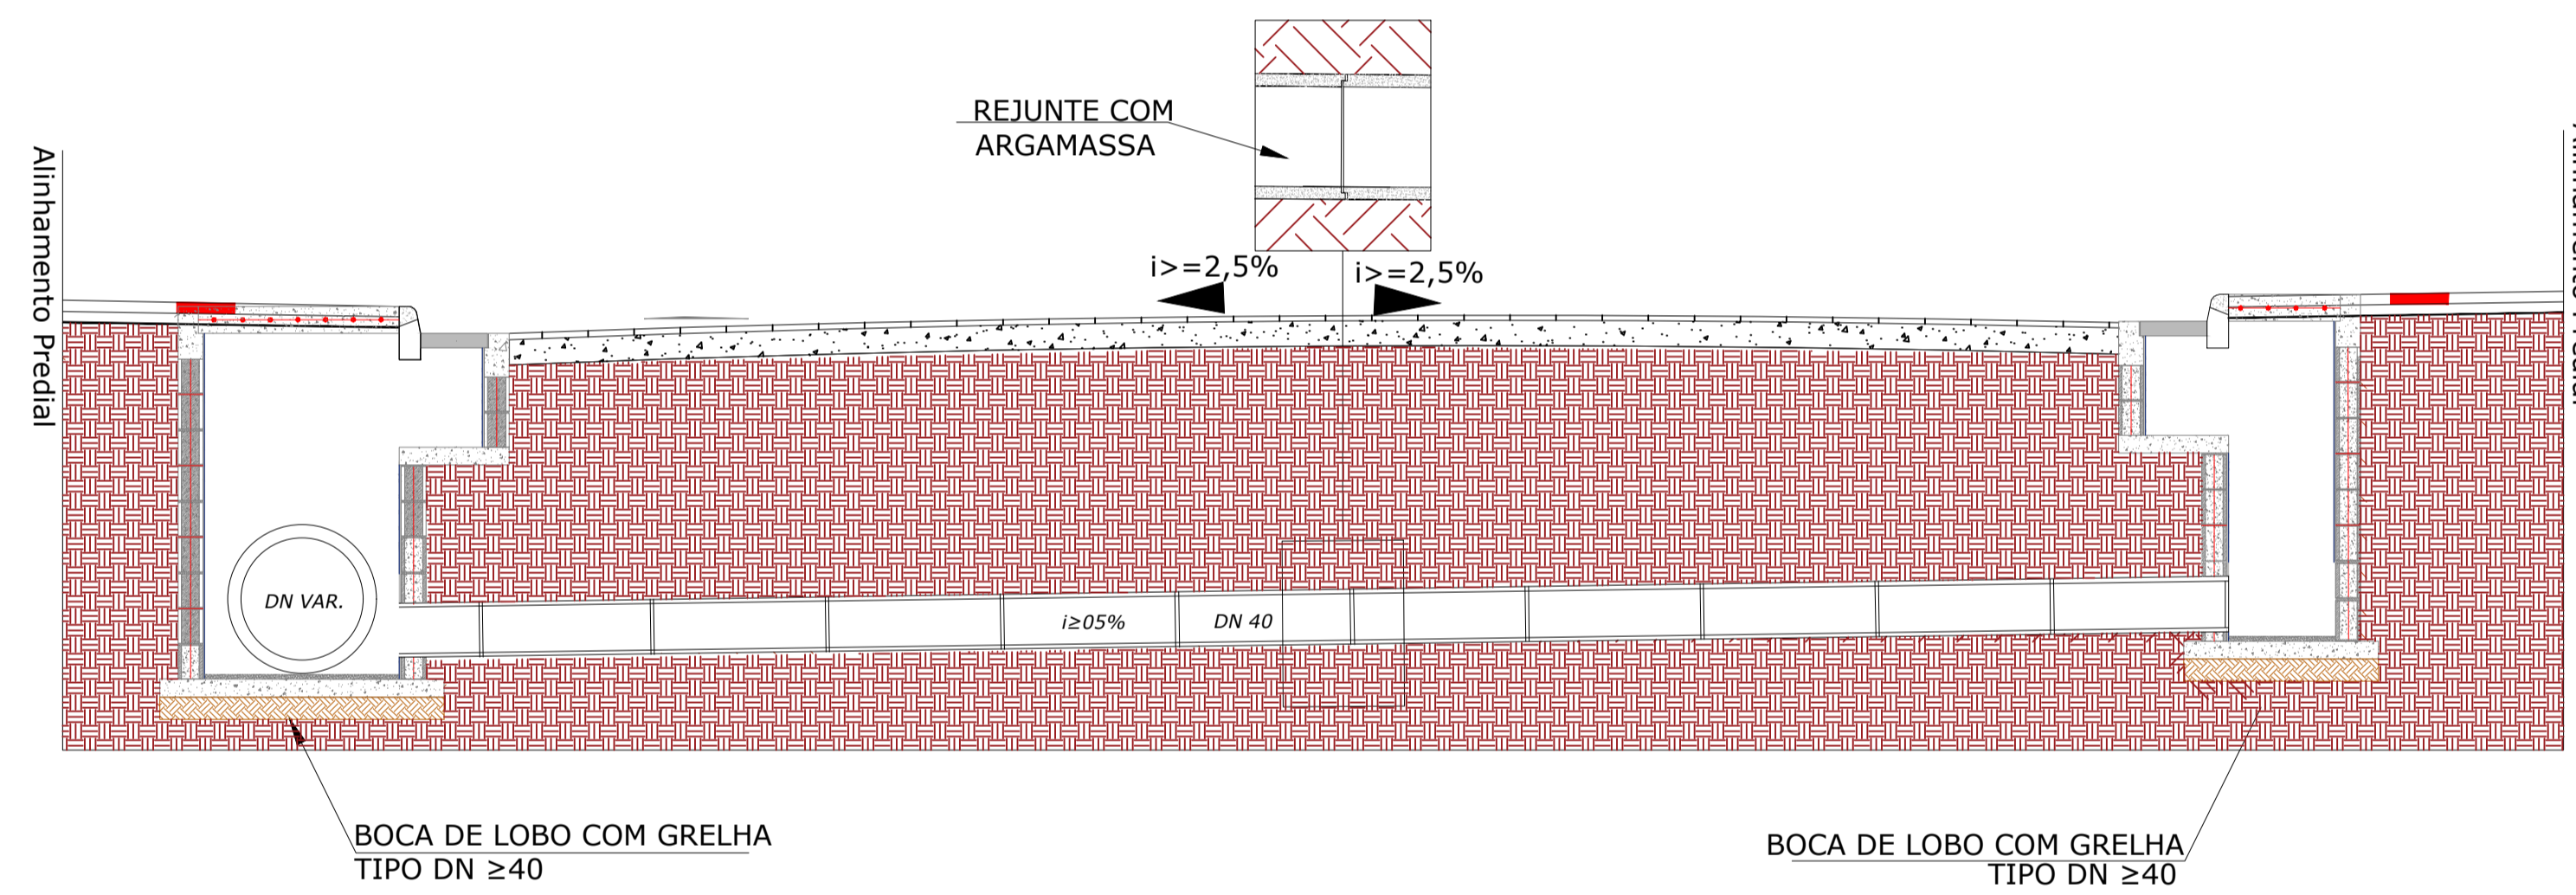 REJUNTE COM
ARGAMASSA
Alinhamento Predial
i>=2,5%
i>=2,5%
DN VAR.
i≥05%
DN 40
BOCA DE LOBO COM GRELHA
TIPO DN ≥40
BOCA DE LOBO COM GRELHA
TIPO DN ≥40